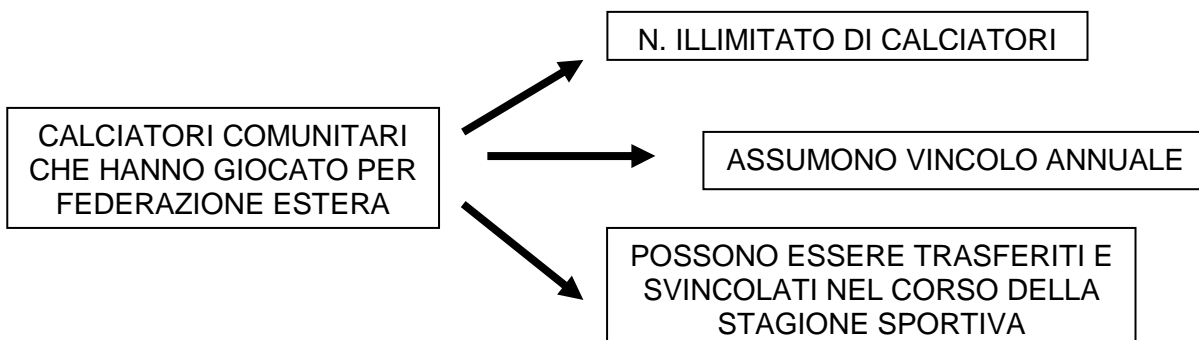 N. ILLIMITATO DI CALCIATORI
CALCIATORI COMUNITARI
CHE HANNO GIOCATO PER
FEDERAZIONE ESTERA
ASSUMONO VINCOLO ANNUALE
POSSONO ESSERE TRASFERITI E
SVINCOLATI NEL CORSO DELLA
STAGIONE SPORTIVA